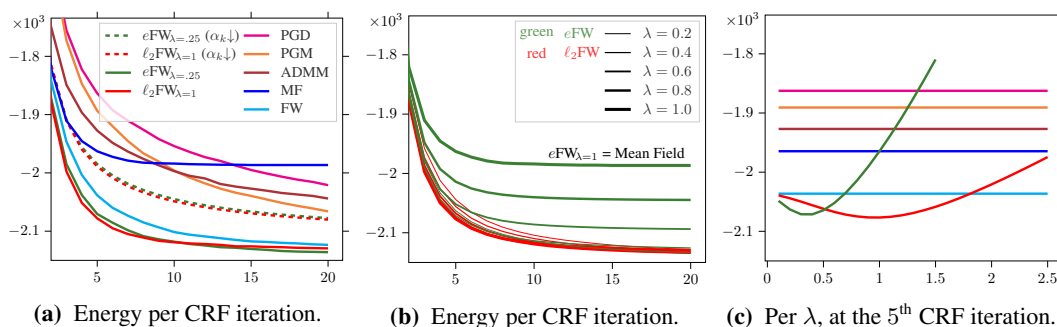 ×10³
−1.8
−1.9
−2
−2.1
5
10
15
20
eFWλ=.25 (αk↓)
ℓ2FWλ=1 (αk↓)
eFWλ=.25
ℓ2FWλ=1
PGD
PGM
ADMM
MF
FW
(a) Energy per CRF iteration.
×10³
−1.8
−1.9
−2
−2.1
5
10
15
20
green eFW
red ℓ2FW
λ = 0.2
λ = 0.4
λ = 0.6
λ = 0.8
λ = 1.0
eFWλ=1 = Mean Field
(b) Energy per CRF iteration.
×10³
−1.8
−1.9
−2
−2.1
0
0.5
1
1.5
2
2.5
(c) Per λ, at the 5th CRF iteration.